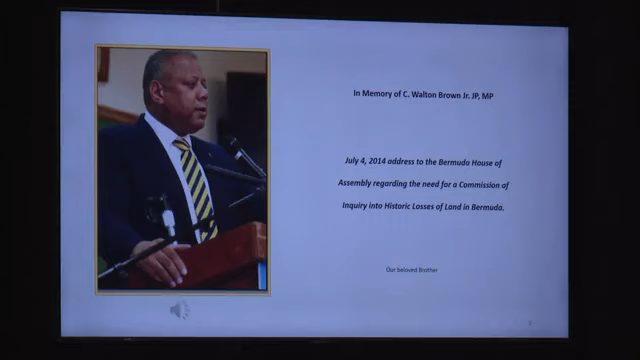 In Memory of C. Walton Brown Jr. JP, MP
July 4, 2014 address to the Bermuda House of
Assembly regarding the need for a Commission of
Inquiry into Historic Losses of Land in Bermuda.
Our beloved Brother